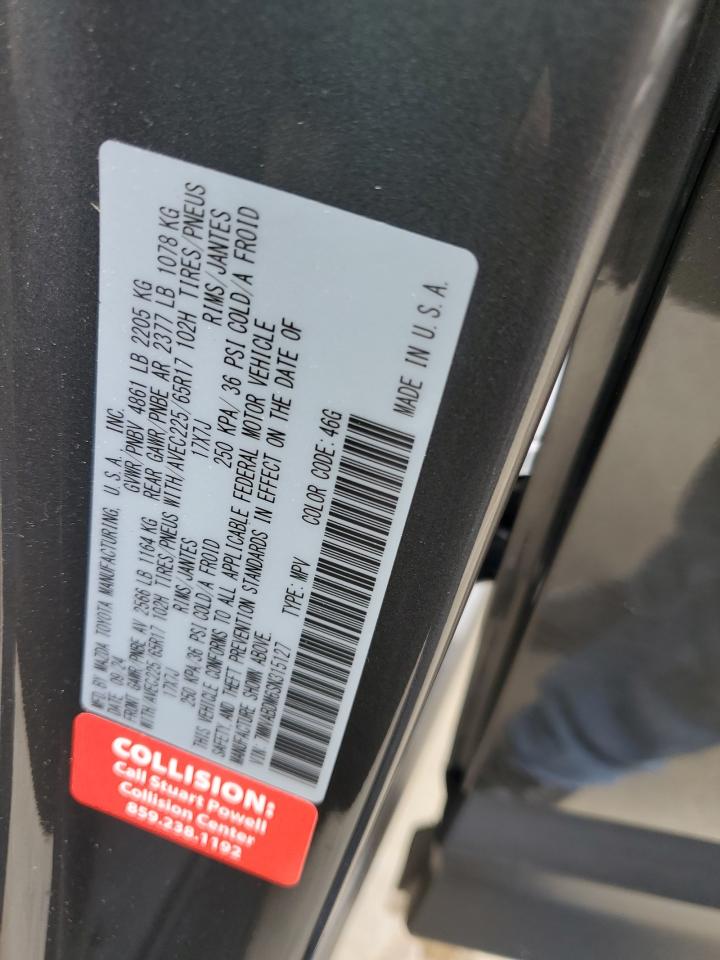 MFD. BY MAZDA TOYOTA MANUFACTURING, U.S.A., INC.
DATE 09/24 GVWR/PNBV 4861 LB 2205 KG
FRONT GAWR/PNBE AV 2566 LB 1164 KG REAR GAWR/PNBE AR 2377 LB 1078 KG
WITH/AVEC225/65R17 102H TIRES/PNEUS WITH/AVEC225/65R17 102H TIRES/PNEUS
17X7J RIMS/JANTES 17X7J RIMS/JANTES
250 KPA/36 PSI COLD/A FROID 250 KPA/ 36 PSI COLD/A FROID
THIS VEHICLE CONFORMS TO ALL APPLICABLE FEDERAL MOTOR VEHICLE
SAFETY, AND THEFT PREVENTION STANDARDS IN EFFECT ON THE DATE OF
MANUFACTURE SHOWN ABOVE.
VIN: TYPE: MPV COLOR CODE: 46G
MADE IN U.S.A.
COLLISION:
Call Stuart Powell
Collision Center
859.238.1192